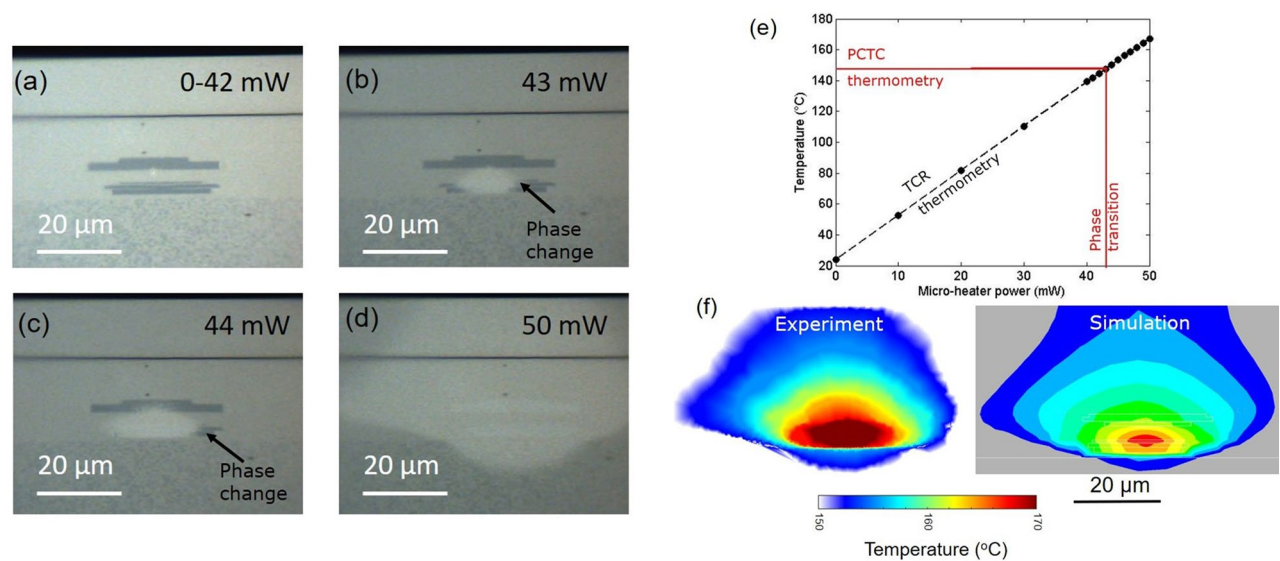 (a)
0-42 mW
20 µm
(b)
43 mW
Phase
change
20 µm
(c)
44 mW
Phase
change
20 µm
(d)
50 mW
20 µm
(e)
180
160
140
120
100
80
60
40
20
Temperature (°C)
PCTC
thermometry
TCR
thermometry
Phase
transition
0
10
20
30
40
50
Micro-heater power (mW)
(f)
Experiment
Simulation
20 µm
150
160
170
Temperature (°C)